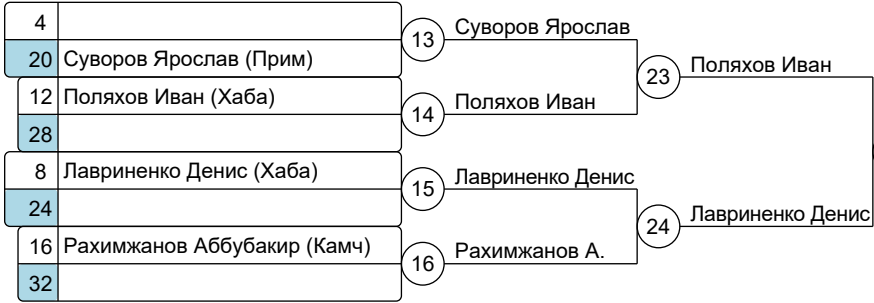 4
20 Суворов Ярослав (Прим)
13 Суворов Ярослав
12 Поляхов Иван (Хаба)
28
14 Поляхов Иван
23 Поляхов Иван
8 Лавриненко Денис (Хаба)
24
15 Лавриненко Денис
16 Рахимжанов Аббубакир (Камч)
32
16 Рахимжанов А.
24 Лавриненко Денис